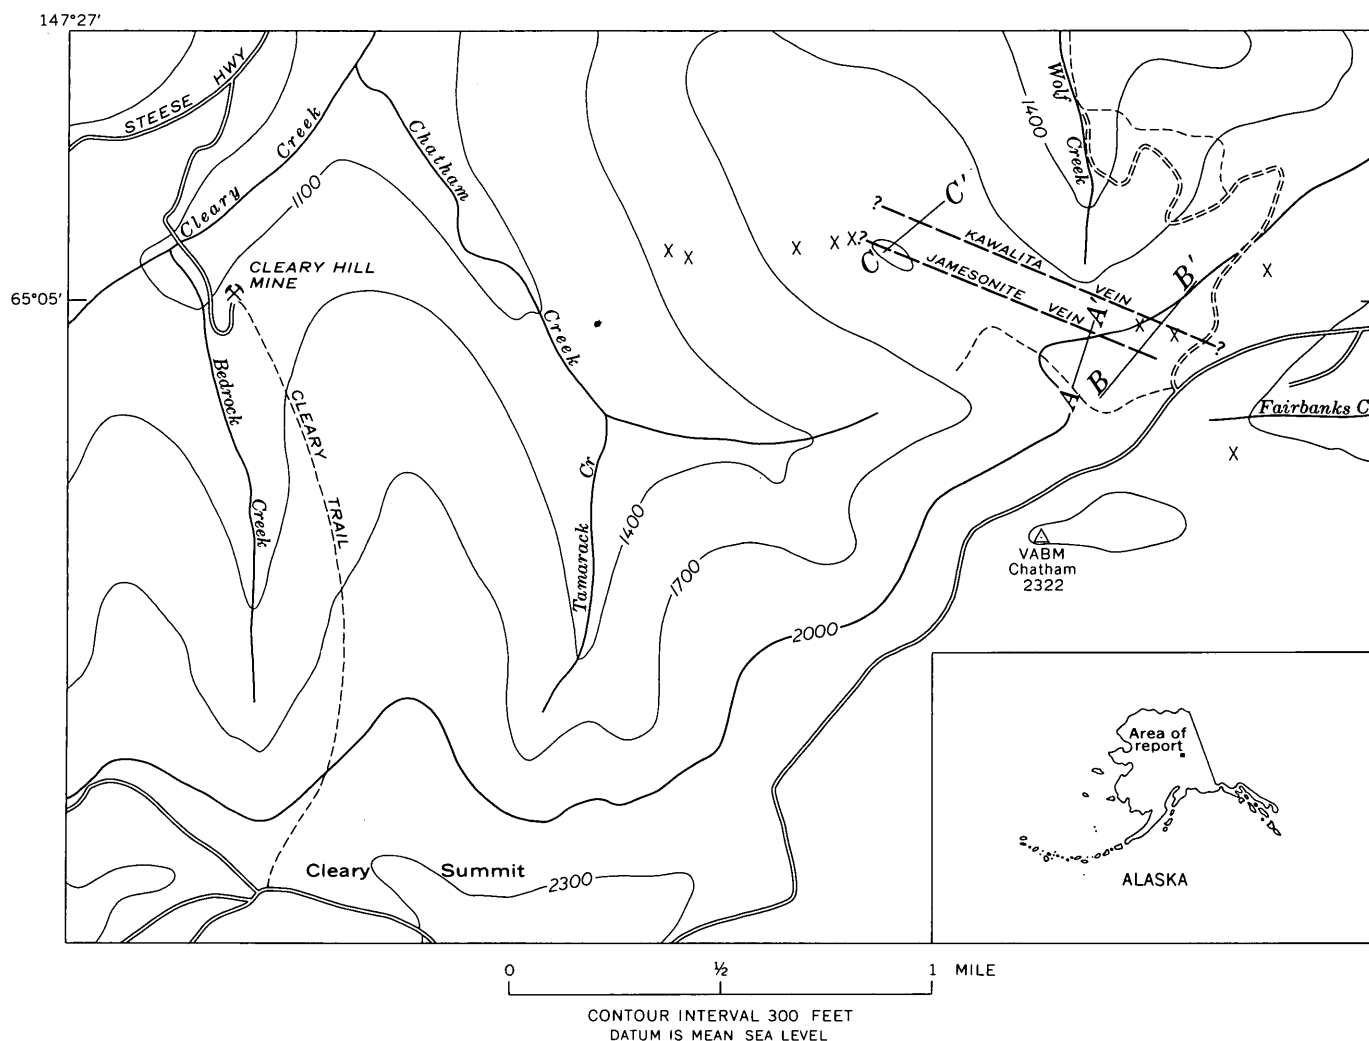 147°27′
STEESE HWY
Cleary Creek
Chatham
Creek
1100
Wolf
Creek
1400
C′
C
?
KAWALITA
VEIN
?
?
JAMESONITE
VEIN
B′
B
A′
A
X X X X X X X X X X
65°05′
CLEARY HILL
MINE
Bedrock
Creek
CLEARY
TRAIL
Fairbanks C
Tamarack Cr
1400
1700
2000
VABM
Chatham
2322
Cleary Summit
2300
Area of
report
ALASKA
0 ½ 1 MILE
CONTOUR INTERVAL 300 FEET
DATUM IS MEAN SEA LEVEL